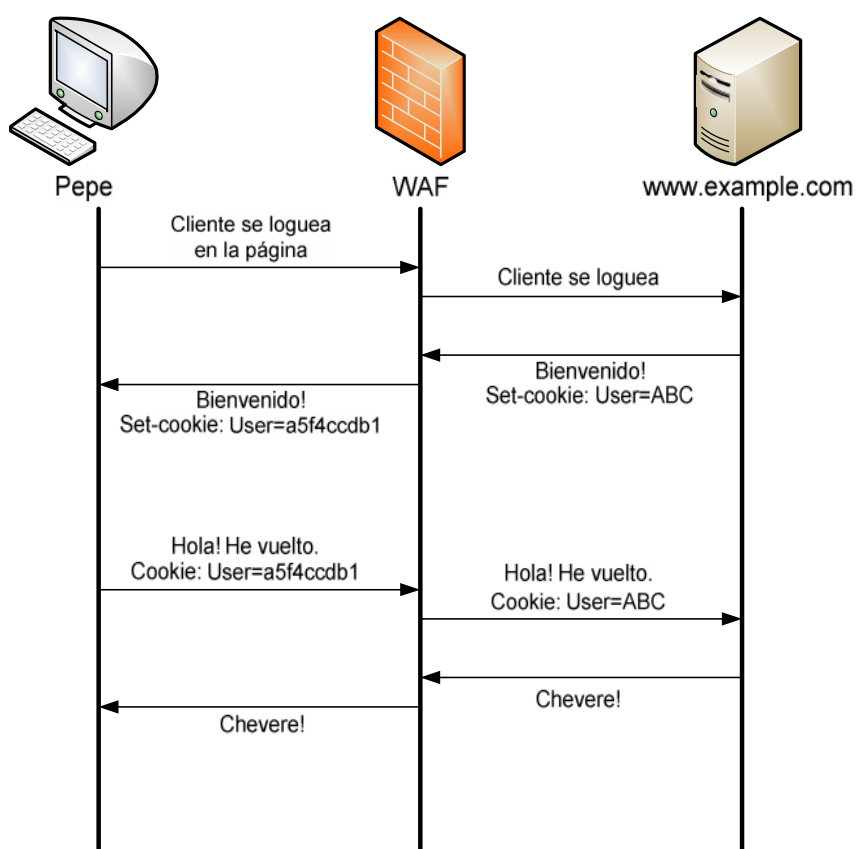 Pepe
WAF
www.example.com
Cliente se loguea
en la página
Cliente se loguea
Bienvenido!
Set-cookie: User=ABC
Bienvenido!
Set-cookie: User=a5f4ccdb1
Hola! He vuelto.
Cookie: User=a5f4ccdb1
Hola! He vuelto.
Cookie: User=ABC
Chevere!
Chevere!